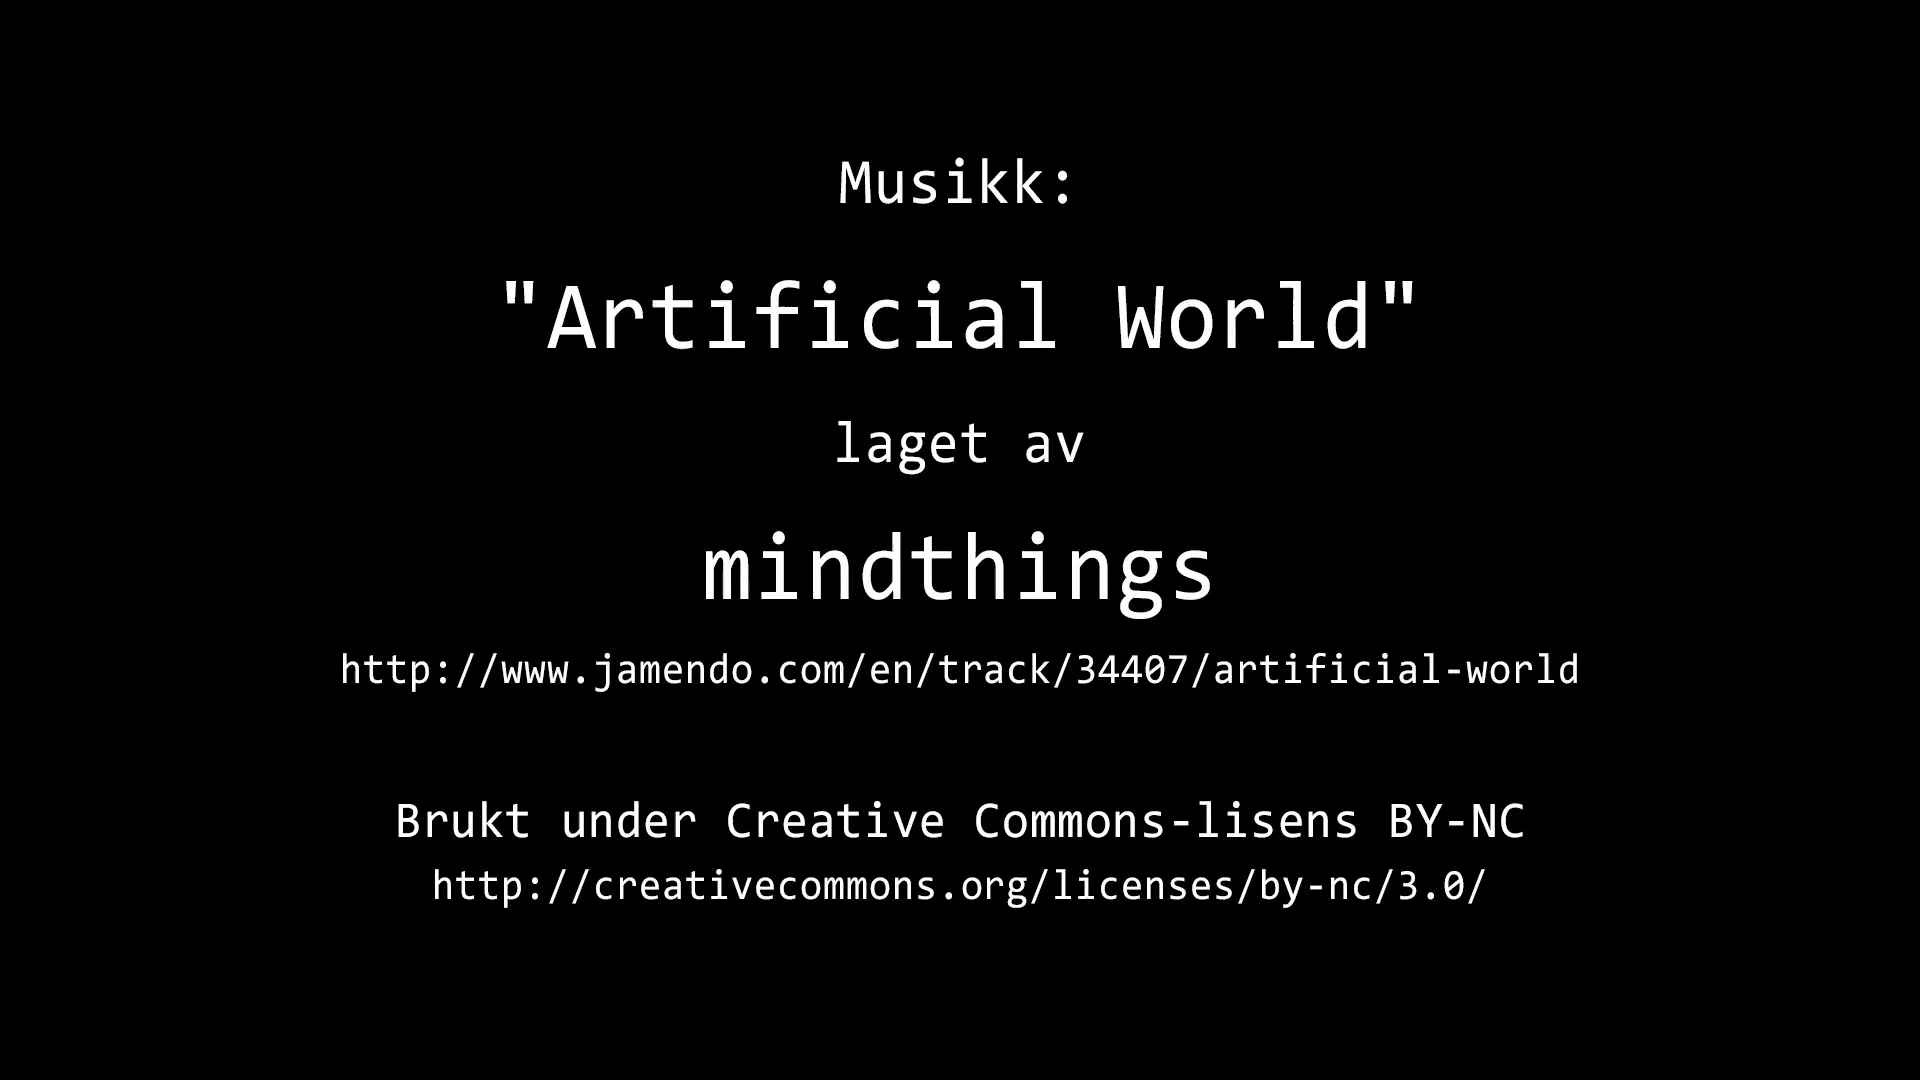 Musikk:
"Artificial World"
laget av
mindthings
http://www.jamendo.com/en/track/34407/artificial-world
Brukt under Creative Commons-lisens BY-NC
http://creativecommons.org/licenses/by-nc/3.0/